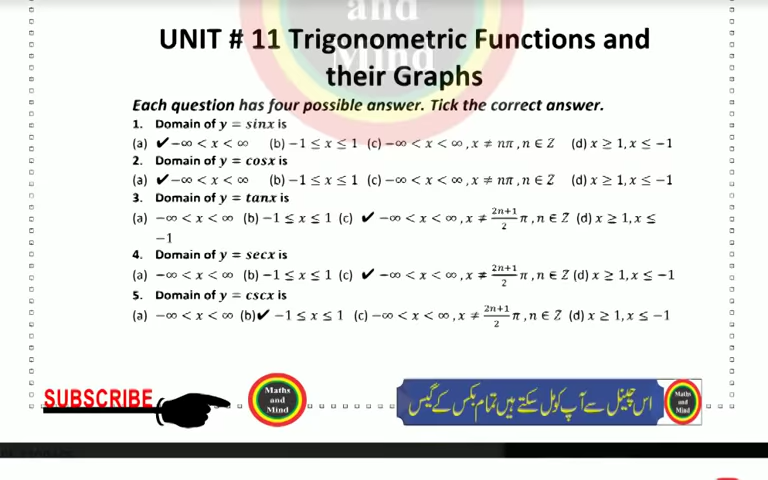 and
Mind
UNIT # 11 Trigonometric Functions and
their Graphs
Each question has four possible answer. Tick the correct answer.
1. Domain of y = sinx is
(a) ✔ −∞ < x < ∞ (b) −1 ≤ x ≤ 1 (c) −∞ < x < ∞ , x ≠ nπ , n ∈ Z (d) x ≥ 1, x ≤ −1
2. Domain of y = cosx is
(a) ✔ −∞ < x < ∞ (b) −1 ≤ x ≤ 1 (c) −∞ < x < ∞ , x ≠ nπ , n ∈ Z (d) x ≥ 1, x ≤ −1
3. Domain of y = tanx is
(a) −∞ < x < ∞ (b) −1 ≤ x ≤ 1 (c) ✔ −∞ < x < ∞ , x ≠ 2n+1/2 π , n ∈ Z (d) x ≥ 1, x ≤
−1
4. Domain of y = secx is
(a) −∞ < x < ∞ (b) −1 ≤ x ≤ 1 (c) ✔ −∞ < x < ∞ , x ≠ 2n+1/2 π , n ∈ Z (d) x ≥ 1, x ≤ −1
5. Domain of y = cscx is
(a) −∞ < x < ∞ (b)✔ −1 ≤ x ≤ 1 (c) −∞ < x < ∞ , x ≠ 2n+1/2 π , n ∈ Z (d) x ≥ 1, x ≤ −1
SUBSCRIBE
Maths
and
Mind
اس چینل سے آپ کو مل سکتے ہیں تمام بکس کے گیس
Maths
and
Mind